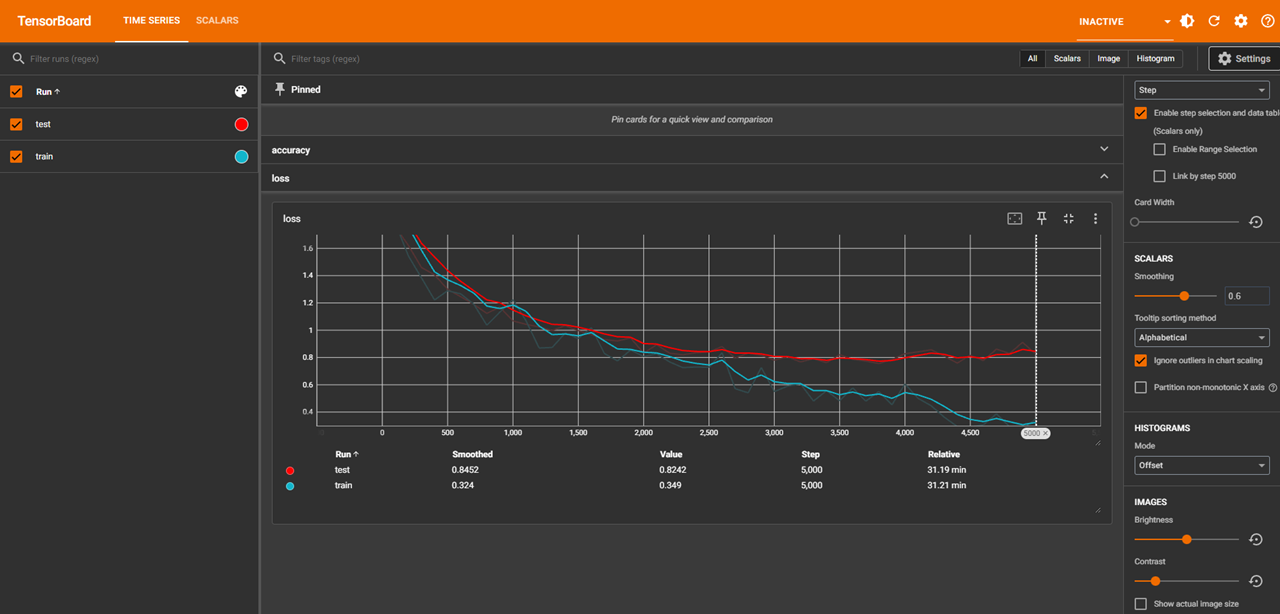 TensorBoard TIME SERIES SCALARS INACTIVE
Filter runs (regex)
Run ↑
test
train
Filter tags (regex) All Scalars Image Histogram Settings
Pinned
Pin cards for a quick view and comparison
accuracy
loss
loss
1.6
1.4
1.2
1
0.8
0.6
0.4
0 500 1,000 1,500 2,000 2,500 3,000 3,500 4,000 4,500 5000 ×
Run ↑ Smoothed Value Step Relative
test 0.8452 0.8242 5,000 31.19 min
train 0.324 0.349 5,000 31.21 min
Step
Enable step selection and data tabl
(Scalars only)
Enable Range Selection
Link by step 5000
Card Width
SCALARS
Smoothing
0.6
Tooltip sorting method
Alphabetical
Ignore outliers in chart scaling
Partition non-monotonic X axis
HISTOGRAMS
Mode
Offset
IMAGES
Brightness
Contrast
Show actual image size